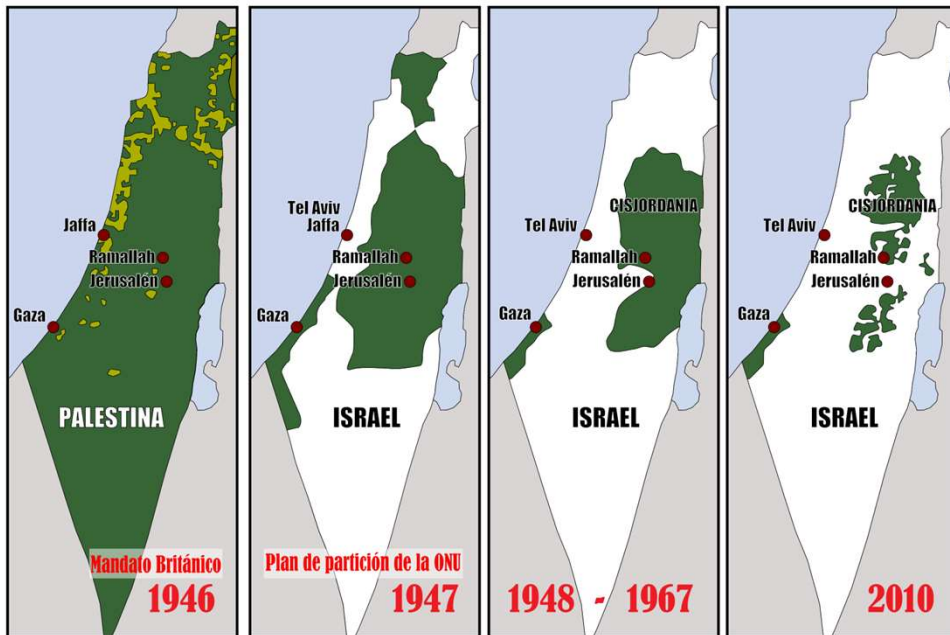 Jaffa
Ramallah
Jerusalén
Gaza
PALESTINA
Mandato Británico
1946
Tel Aviv
Jaffa
Ramallah
Jerusalén
Gaza
ISRAEL
Plan de partición de la ONU
1947
CISJORDANIA
Tel Aviv
Ramallah
Jerusalén
Gaza
ISRAEL
1948 - 1967
CISJORDANIA
Tel Aviv
Ramallah
Jerusalén
Gaza
ISRAEL
2010